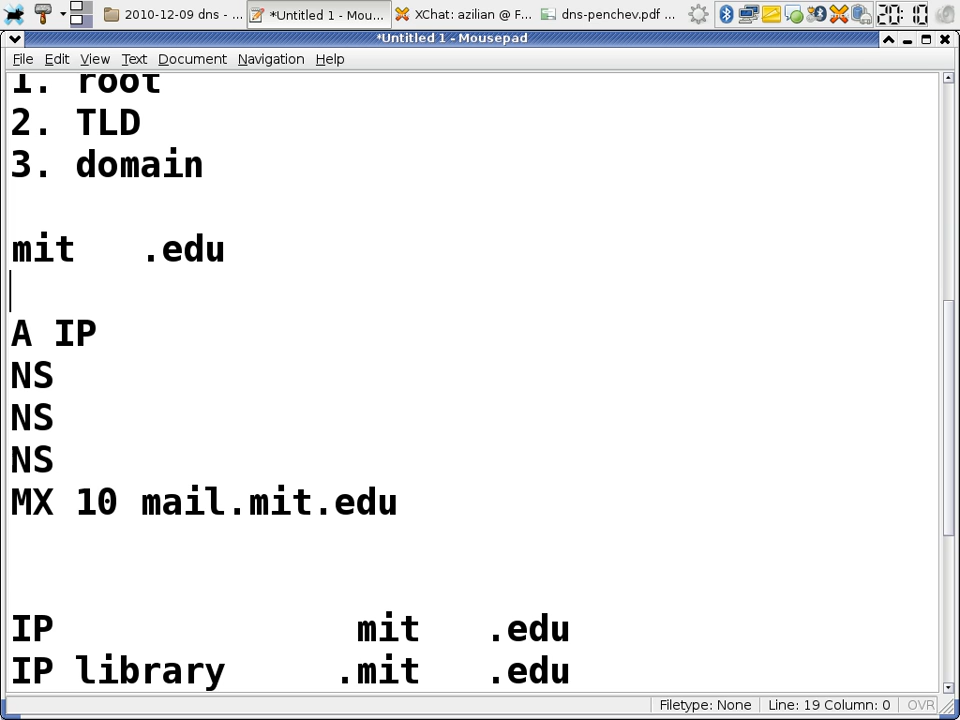 2010-12-09 dns - ... *Untitled 1 - Mou... XChat: azilian @ F... dns-penchev.pdf ... 20:10
*Untitled 1 - Mousepad
File Edit View Text Document Navigation Help
1. root
2. TLD
3. domain
mit .edu
A IP
NS
NS
NS
MX 10 mail.mit.edu
IP mit .edu
IP library .mit .edu
Filetype: None Line: 19 Column: 0 OVR